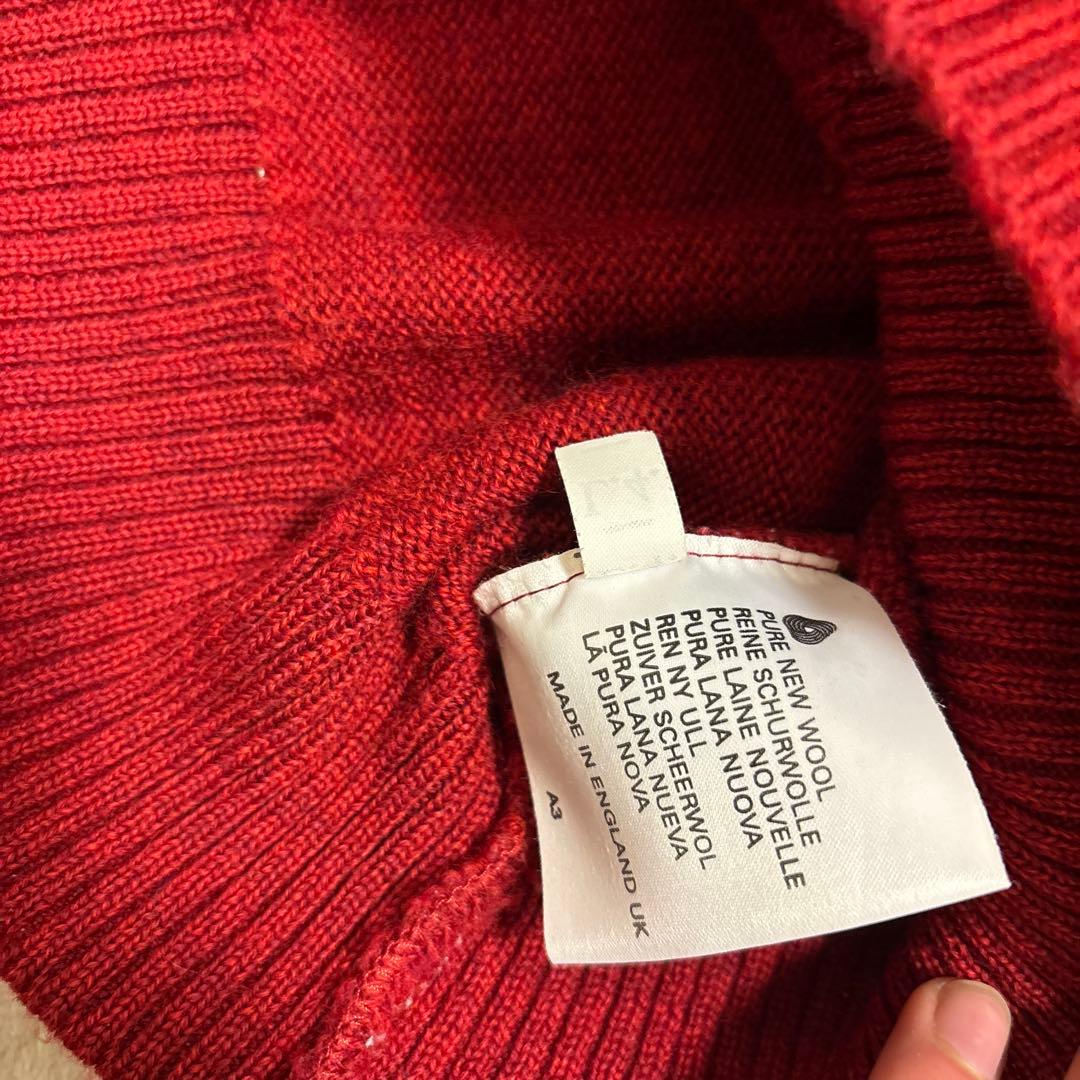 PURE NEW WOOL
REINE SCHURWOLLE
PURE LAINE NOUVELLE
PURA LANA NUOVA
REN NY ULL
ZUIVER SCHEERWOL
PURA LANA NUEVA
LÃ PURA NOVA
MADE IN ENGLAND UK
A3